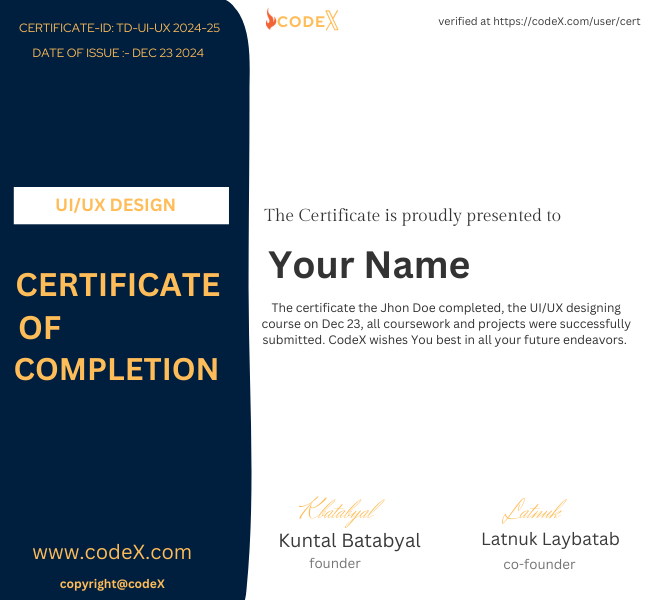 CERTIFICATE-ID: TD-UI-UX 2024-25
DATE OF ISSUE :- DEC 23 2024
UI/UX DESIGN
CERTIFICATE
OF
COMPLETION
www.codeX.com
copyright@codeX
CODEX
verified at https://codeX.com/user/cert
The Certificate is proudly presented to
Your Name
The certificate the Jhon Doe completed, the UI/UX designing
course on Dec 23, all coursework and projects were successfully
submitted. CodeX wishes You best in all your future endeavors.
Kbatabyal
Kuntal Batabyal
founder
Latnuk
Latnuk Laybatab
co-founder